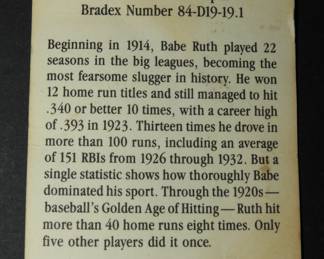 Bradex Number 84-D19-19.1
Beginning in 1914, Babe Ruth played 22
seasons in the big leagues, becoming the
most fearsome slugger in history. He won
12 home run titles and still managed to hit
.340 or better 10 times, with a career high
of .393 in 1923. Thirteen times he drove in
more than 100 runs, including an average
of 151 RBIs from 1926 through 1932. But a
single statistic shows how thoroughly Babe
dominated his sport. Through the 1920s—
baseball's Golden Age of Hitting—Ruth hit
more than 40 home runs eight times. Only
five other players did it once.